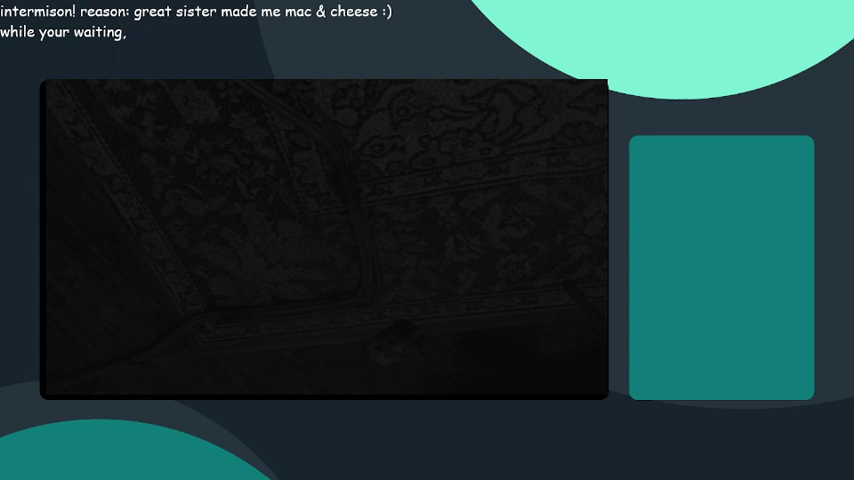 intermison! reason: great sister made me mac & cheese :)
while your waiting,